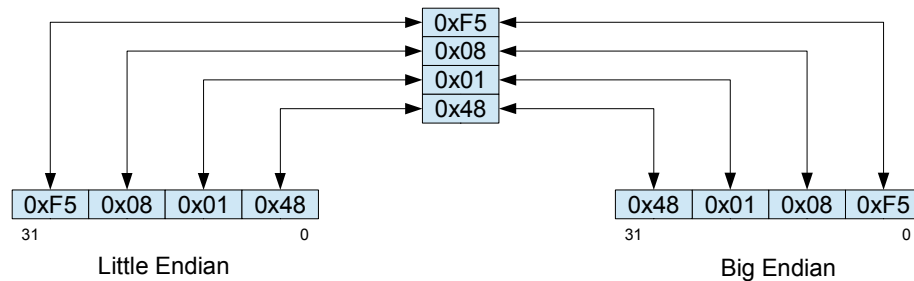 0xF5
0x08
0x01
0x48
0xF5 0x08 0x01 0x48
31 0
Little Endian
0x48 0x01 0x08 0xF5
31 0
Big Endian